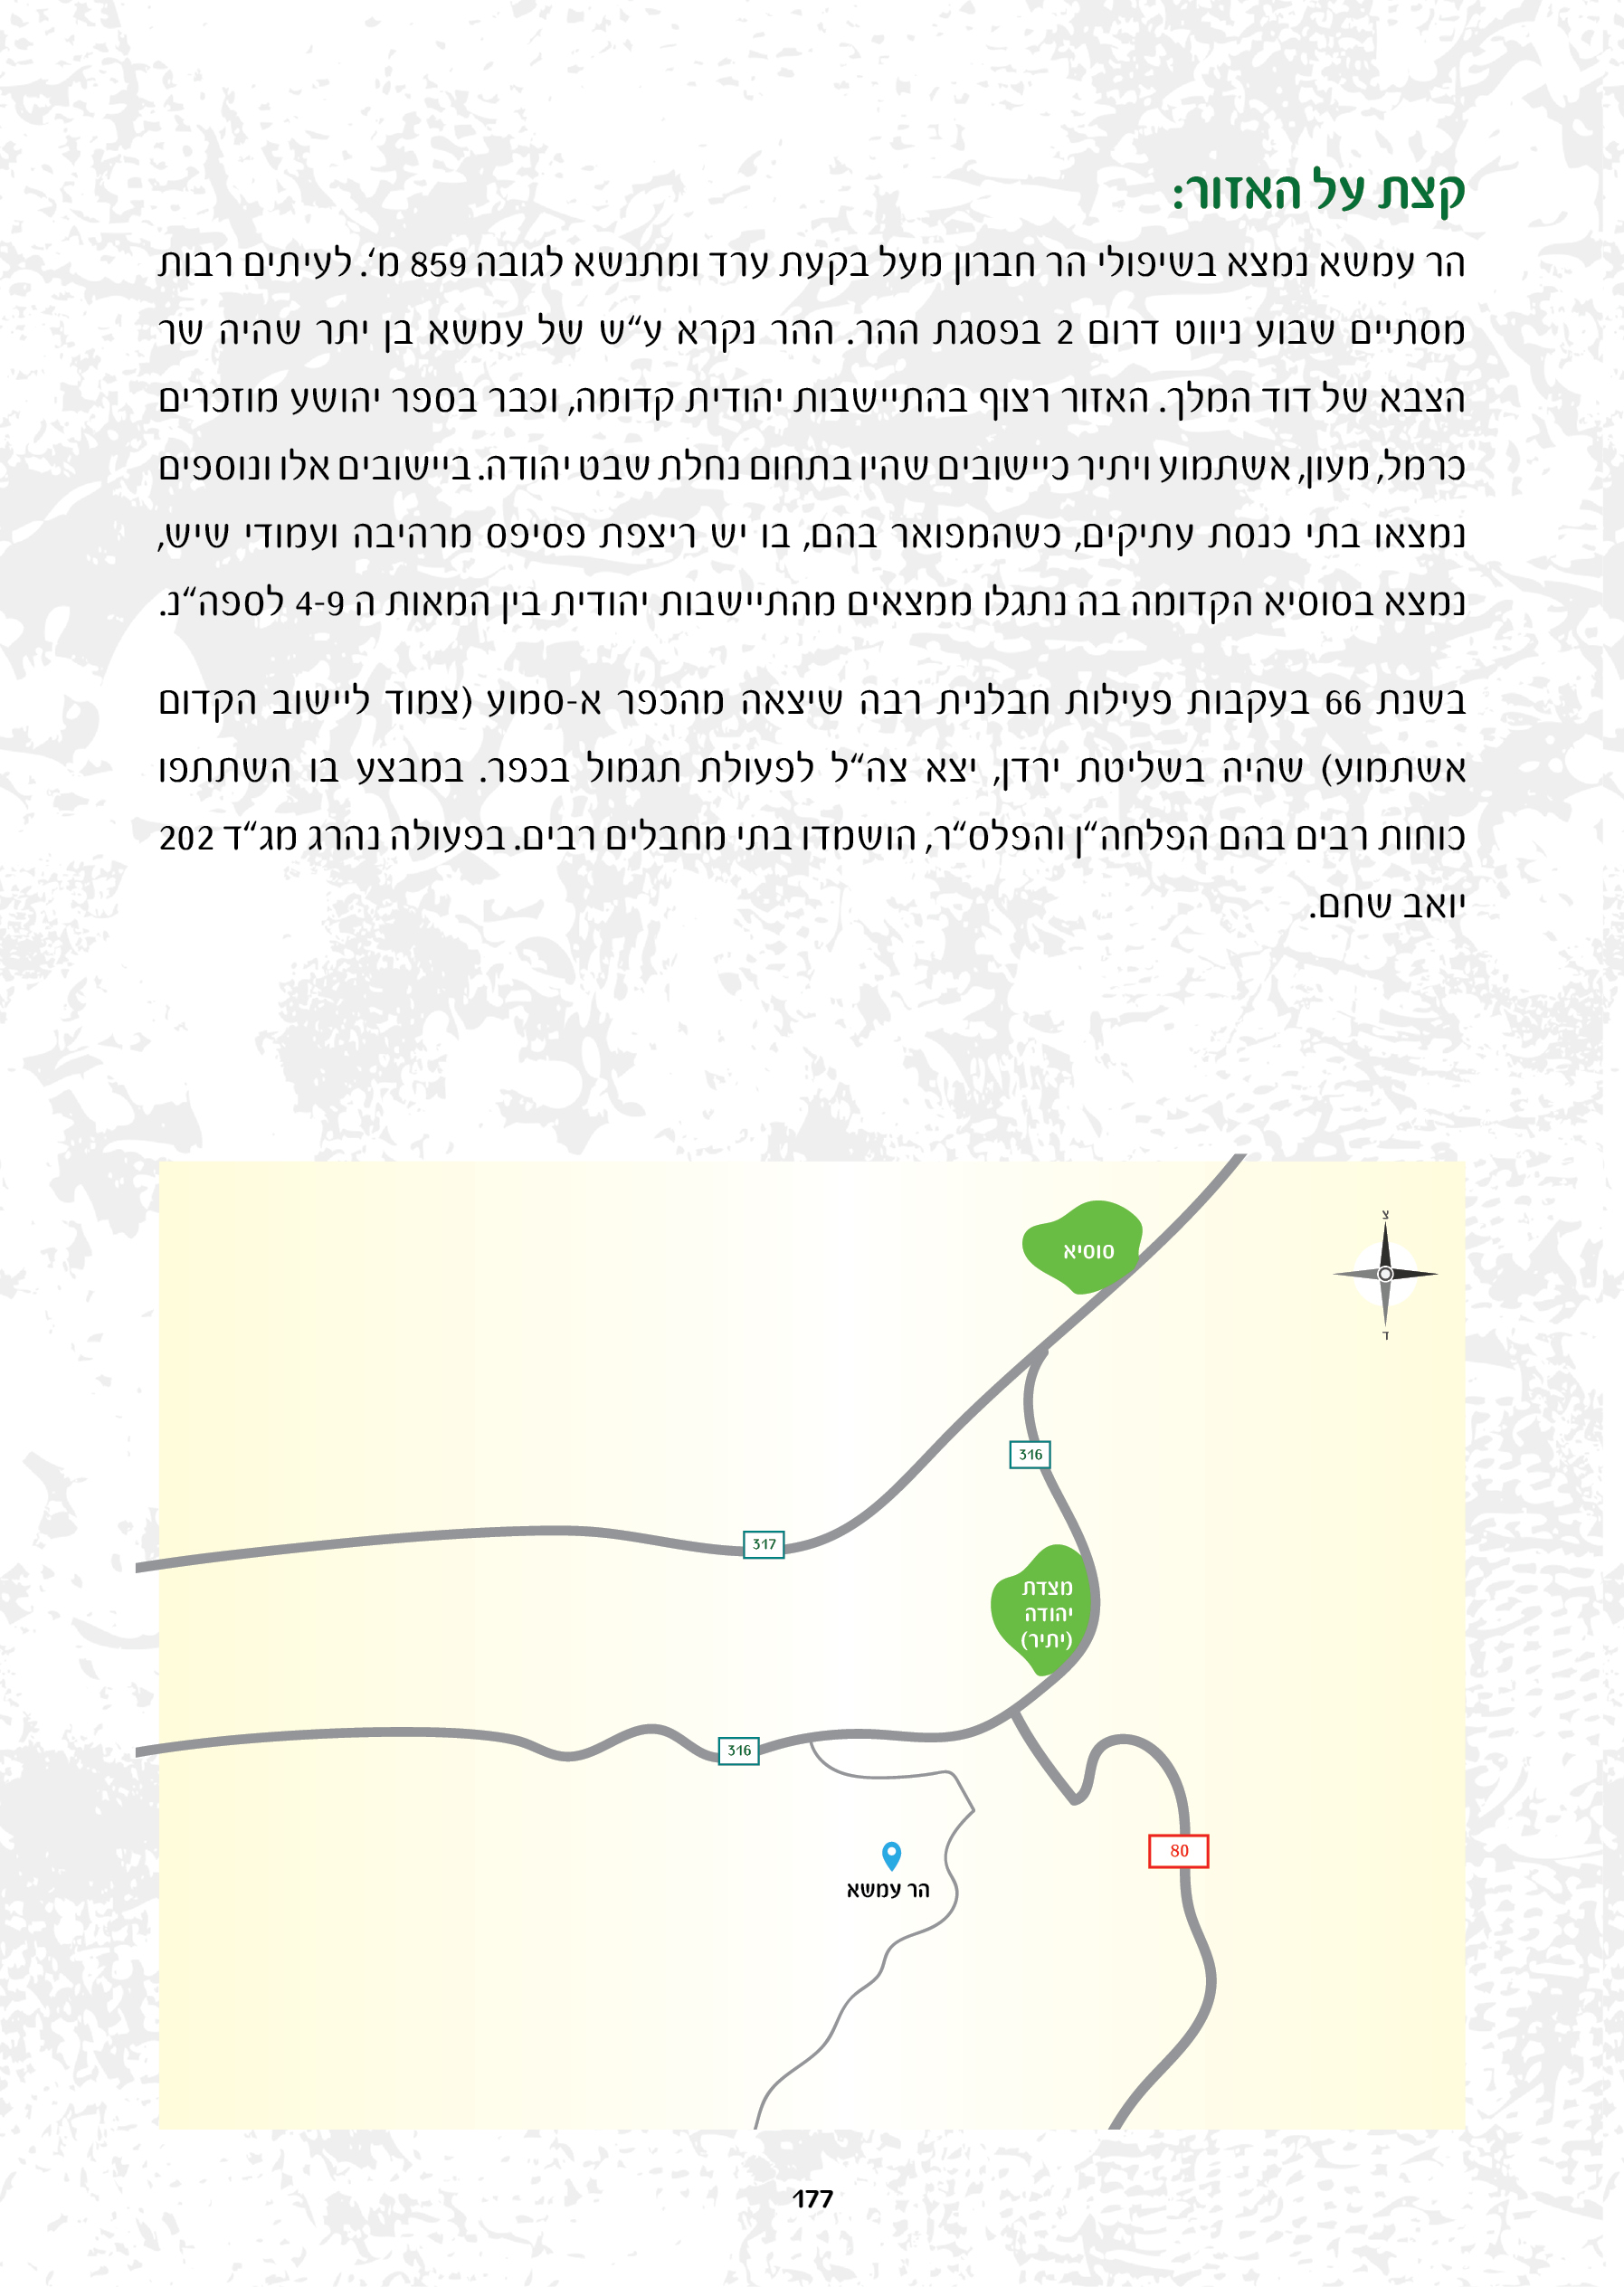 קצת על האזור:
הר עמשא נמצא בשיפולי הר חברון מעל בקעת ערד ומתנשא לגובה 859 מ‘. לעיתים רבות
מסתיים שבוע ניווט דרום 2 בפסגת ההר. ההר נקרא ע“ש של עמשא בן יתר שהיה שר
הצבא של דוד המלך. האזור רצוף בהתיישבות יהודית קדומה, וכבר בספר יהושע מוזכרים
כרמל, מעון, אשתמוע ויתיר כיישובים שהיו בתחום נחלת שבט יהודה. ביישובים אלו ונוספים
נמצאו בתי כנסת עתיקים, כשהמפואר בהם, בו יש ריצפת פסיפס מרהיבה ועמודי שיש,
נמצא בסוסיא הקדומה בה נתגלו ממצאים מהתיישבות יהודית בין המאות ה 4-9 לספה“נ.
בשנת 66 בעקבות פעילות חבלנית רבה שיצאה מהכפר א-סמוע (צמוד ליישוב הקדום
אשתמוע) שהיה בשליטת ירדן, יצא צה“ל לפעולת תגמול בכפר. במבצע בו השתתפו
כוחות רבים בהם הפלחה“ן והפלס“ר, הושמדו בתי מחבלים רבים. בפעולה נהרג מג“ד 202
יואב שחם.
צ
סוסיא
ד
316
317
מצדת
יהודה
(יתיר)
316
80
הר עמשא
177